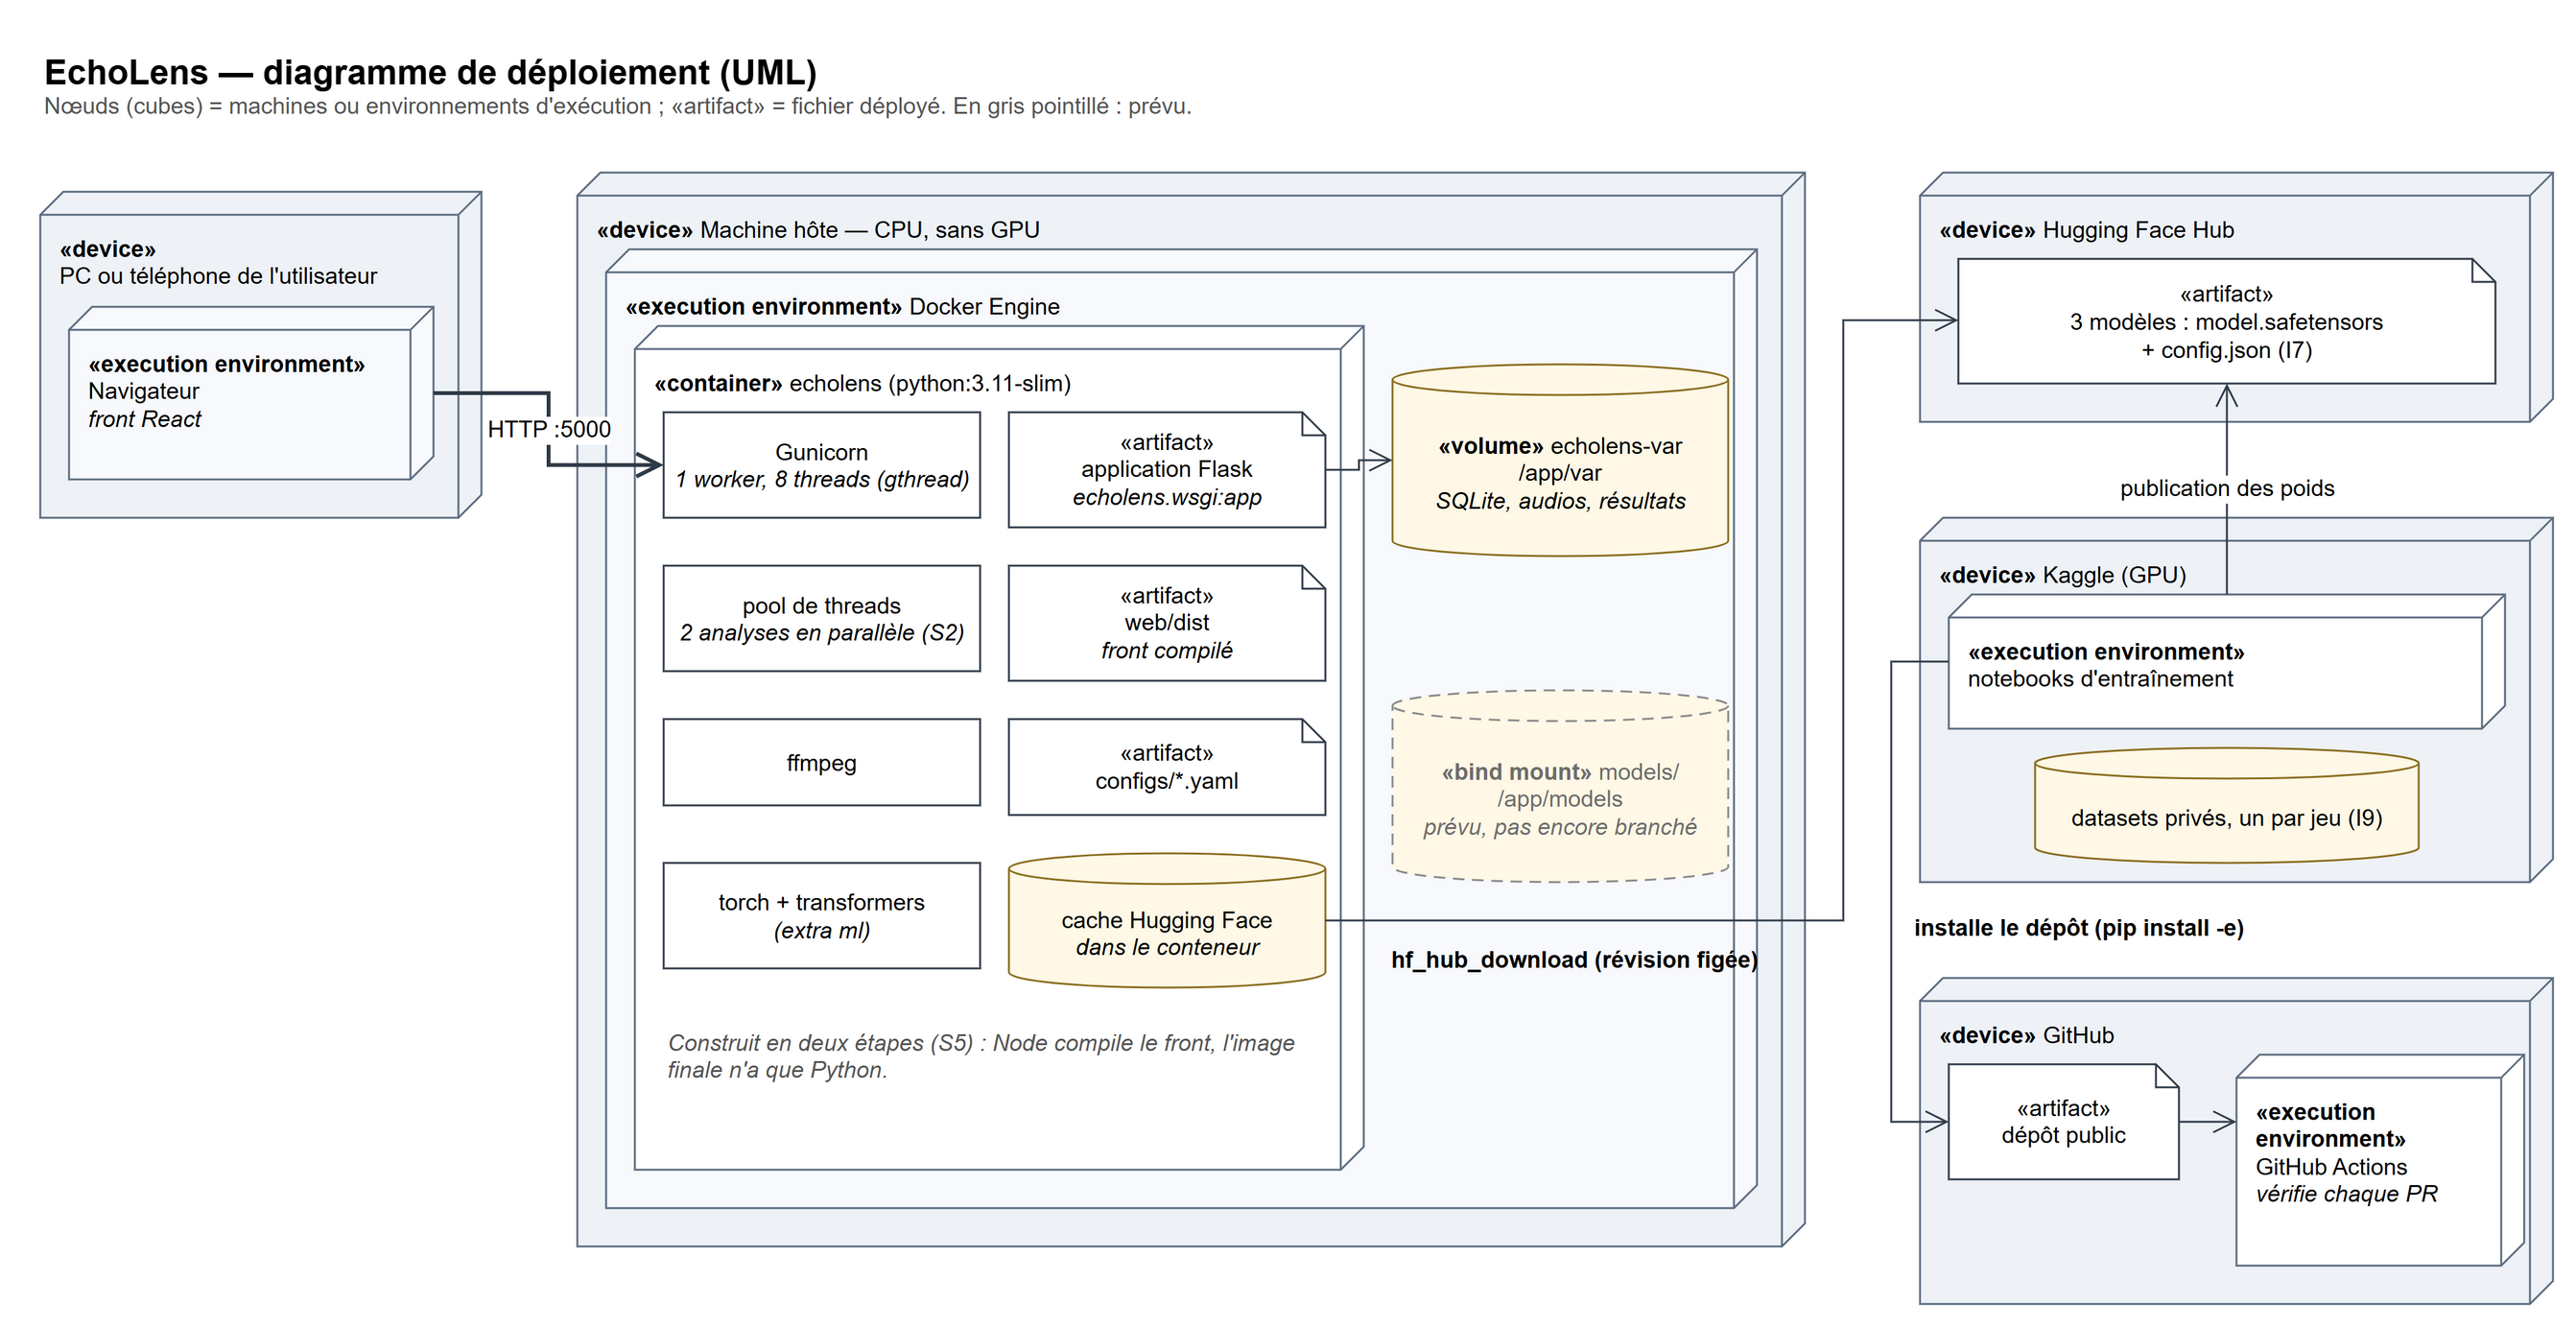 EchoLens — diagramme de déploiement (UML)
Nœuds (cubes) = machines ou environnements d'exécution ; «artifact» = fichier déployé. En gris pointillé : prévu.
«device»
PC ou téléphone de l'utilisateur
«execution environment»
Navigateur
front React
HTTP :5000
«device» Machine hôte — CPU, sans GPU
«execution environment» Docker Engine
«container» echolens (python:3.11-slim)
Gunicorn
1 worker, 8 threads (gthread)
«artifact»
application Flask
echolens.wsgi:app
pool de threads
2 analyses en parallèle (S2)
«artifact»
web/dist
front compilé
ffmpeg
«artifact»
configs/*.yaml
torch + transformers
(extra ml)
cache Hugging Face
dans le conteneur
Construit en deux étapes (S5) : Node compile le front, l'image
finale n'a que Python.
«volume» echolens-var
/app/var
SQLite, audios, résultats
«bind mount» models/
/app/models
prévu, pas encore branché
hf_hub_download (révision figée)
«device» Hugging Face Hub
«artifact»
3 modèles : model.safetensors
+ config.json (I7)
publication des poids
«device» Kaggle (GPU)
«execution environment»
notebooks d'entraînement
datasets privés, un par jeu (I9)
installe le dépôt (pip install -e)
«device» GitHub
«artifact»
dépôt public
«execution
environment»
GitHub Actions
vérifie chaque PR